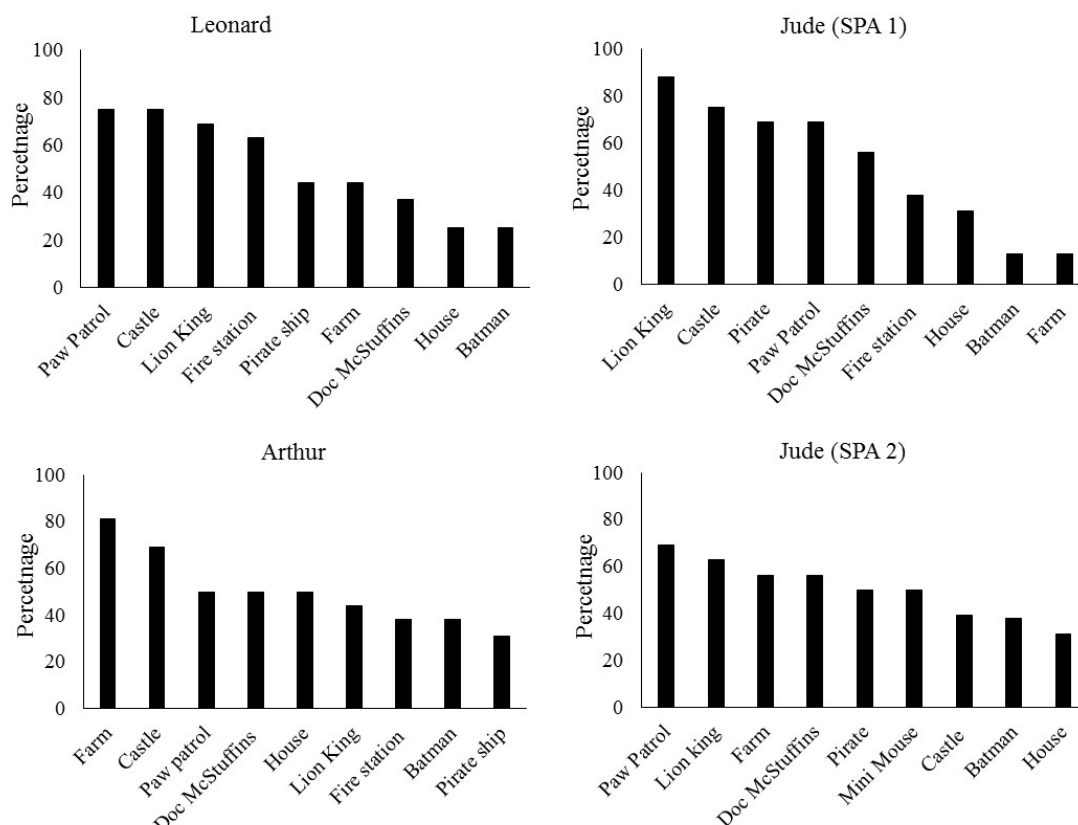 Leonard
Percetnage
100
80
60
40
20
0
Paw Patrol
Castle
Lion King
Fire station
Pirate ship
Farm
Doc McStuffins
House
Batman
Jude (SPA 1)
Percetnage
100
80
60
40
20
0
Lion King
Castle
Pirate
Paw Patrol
Doc McStuffins
Fire station
House
Batman
Farm
Arthur
Percetnage
100
80
60
40
20
0
Farm
Castle
Paw patrol
Doc McStuffins
House
Lion King
Fire station
Batman
Pirate ship
Jude (SPA 2)
Percetnage
100
80
60
40
20
0
Paw Patrol
Lion king
Farm
Doc McStuffins
Pirate
Mini Mouse
Castle
Batman
House